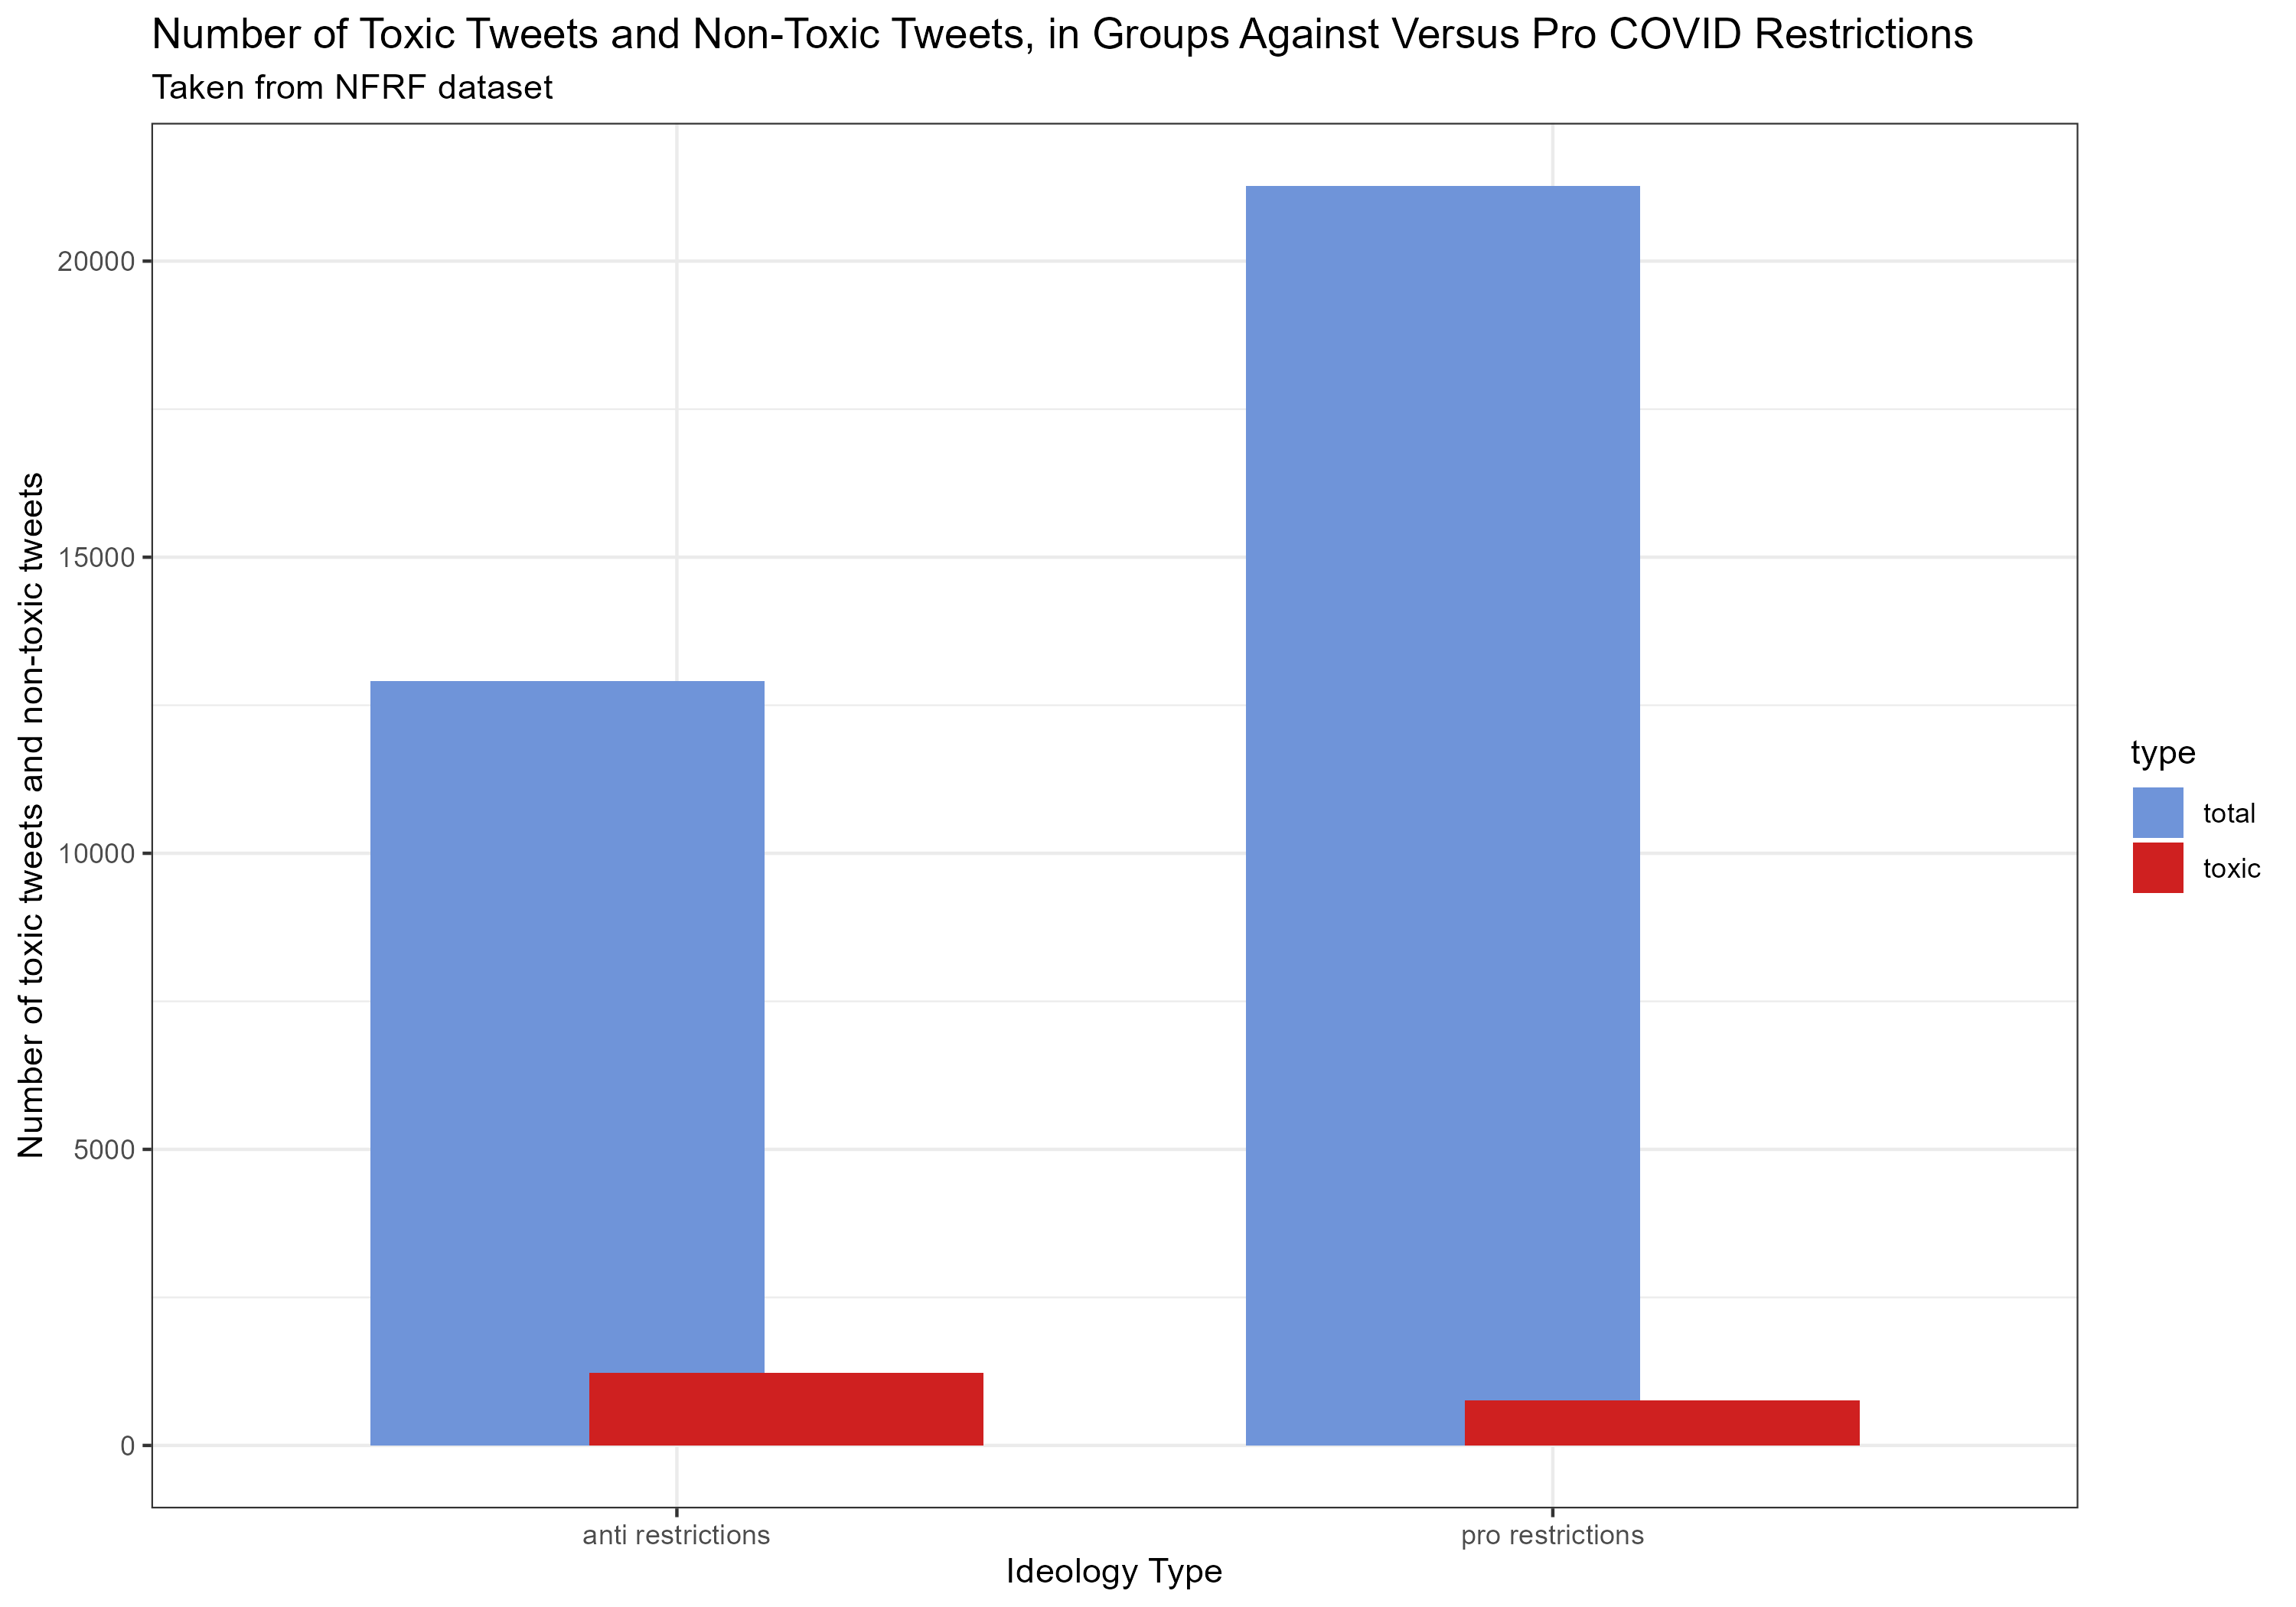 Number of Toxic Tweets and Non-Toxic Tweets, in Groups Against Versus Pro COVID Restrictions
Taken from NFRF dataset
Number of toxic tweets and non-toxic tweets
20000
15000
10000
5000
0
anti restrictions
pro restrictions
Ideology Type
type
total
toxic